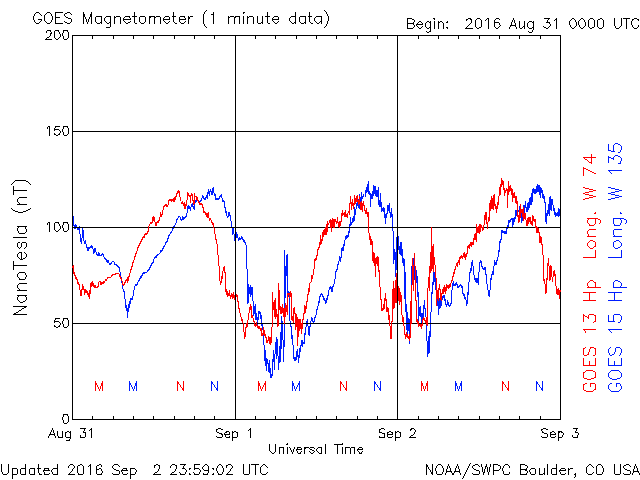 GOES Magnetometer (1 minute data)
Begin: 2016 Aug 31 0000 UTC
200
150
100
50
0
NanoTesla (nT)
M M N N M M N N M M N N
Aug 31 Sep 1 Sep 2 Sep 3
Universal Time
GOES 13 Hp Long. W 74
GOES 15 Hp Long. W 135
Updated 2016 Sep 2 23:59:02 UTC
NOAA/SWPC Boulder, CO USA